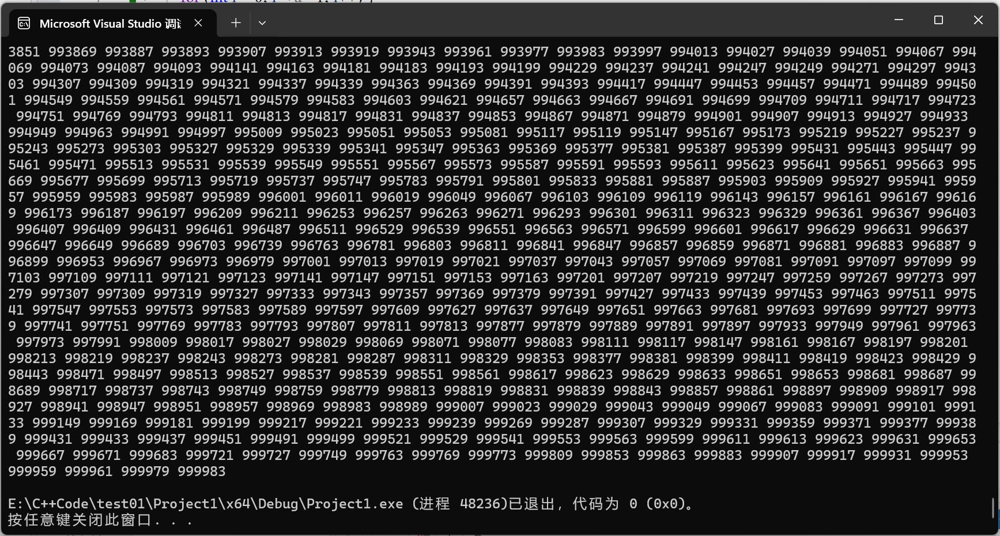 Microsoft Visual Studio 调试
3851 993869 993887 993893 993907 993913 993919 993943 993961 993977 993983 993997 994013 994027 994039 994051 994067 994
069 994073 994087 994093 994141 994163 994181 994183 994193 994199 994229 994237 994241 994247 994249 994271 994297 9943
03 994307 994309 994319 994321 994337 994339 994363 994369 994391 994393 994417 994447 994453 994457 994471 994489 99450
1 994549 994559 994561 994571 994579 994583 994603 994621 994657 994663 994667 994691 994699 994709 994711 994717 994723
994751 994769 994793 994811 994813 994817 994831 994837 994853 994867 994871 994879 994901 994907 994913 994927 994933
994949 994963 994991 994997 995009 995023 995051 995053 995081 995117 995119 995147 995167 995173 995219 995227 995237 9
95243 995273 995303 995327 995329 995339 995341 995347 995363 995369 995377 995381 995387 995399 995431 995443 995447 99
5461 995471 995513 995531 995539 995549 995551 995567 995573 995587 995591 995593 995611 995623 995641 995651 995663 995
669 995677 995699 995713 995719 995737 995747 995783 995791 995801 995833 995881 995887 995903 995909 995927 995941 9959
57 995959 995983 995987 995989 996001 996011 996019 996049 996067 996103 996109 996119 996143 996157 996161 996167 99616
9 996173 996187 996197 996209 996211 996253 996257 996263 996271 996293 996301 996311 996323 996329 996361 996367 996403
996407 996409 996431 996461 996487 996511 996529 996539 996551 996563 996571 996599 996601 996617 996629 996631 996637
996647 996649 996689 996703 996739 996763 996781 996803 996811 996841 996847 996857 996859 996871 996881 996883 996887 9
96899 996953 996967 996973 996979 997001 997013 997019 997021 997037 997043 997057 997069 997081 997091 997097 997099 99
7103 997109 997111 997121 997123 997141 997147 997151 997153 997163 997201 997207 997219 997247 997259 997267 997273 997
279 997307 997309 997319 997327 997333 997343 997357 997369 997379 997391 997427 997433 997439 997453 997463 997511 9975
41 997547 997553 997573 997583 997589 997597 997609 997627 997637 997649 997651 997663 997681 997693 997699 997727 99773
9 997741 997751 997769 997783 997793 997807 997811 997813 997877 997879 997889 997891 997897 997933 997949 997961 997963
997973 997991 998009 998017 998027 998029 998069 998071 998077 998083 998111 998117 998147 998161 998167 998197 998201
998213 998219 998237 998243 998273 998281 998287 998311 998329 998353 998377 998381 998399 998411 998419 998423 998429 9
98443 998471 998497 998513 998527 998537 998539 998551 998561 998617 998623 998629 998633 998651 998653 998681 998687 99
8689 998717 998737 998743 998749 998759 998779 998813 998819 998831 998839 998843 998857 998861 998897 998909 998917 998
927 998941 998947 998951 998957 998969 998983 998989 999007 999023 999029 999043 999049 999067 999083 999091 999101 9991
33 999149 999169 999181 999199 999217 999221 999233 999239 999269 999287 999307 999329 999331 999359 999371 999377 99938
9 999431 999433 999437 999451 999491 999499 999521 999529 999541 999553 999563 999599 999611 999613 999623 999631 999653
999667 999671 999683 999721 999727 999749 999763 999769 999773 999809 999853 999863 999883 999907 999917 999931 999953
999959 999961 999979 999983
E:\C++Code\test01\Project1\x64\Debug\Project1.exe (进程 48236)已退出，代码为 0 (0x0)。
按任意键关闭此窗口. . .